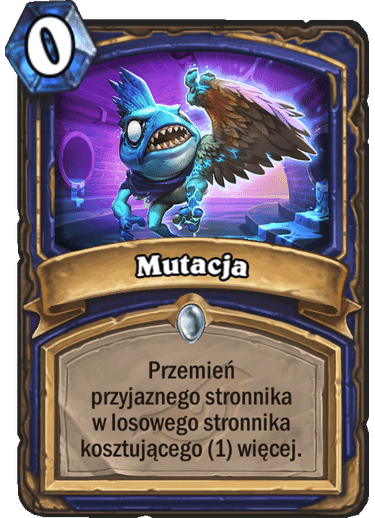 0
Mutacja
Przemień
przyjaznego stronnika
w losowego stronnika
kosztującego (1) więcej.